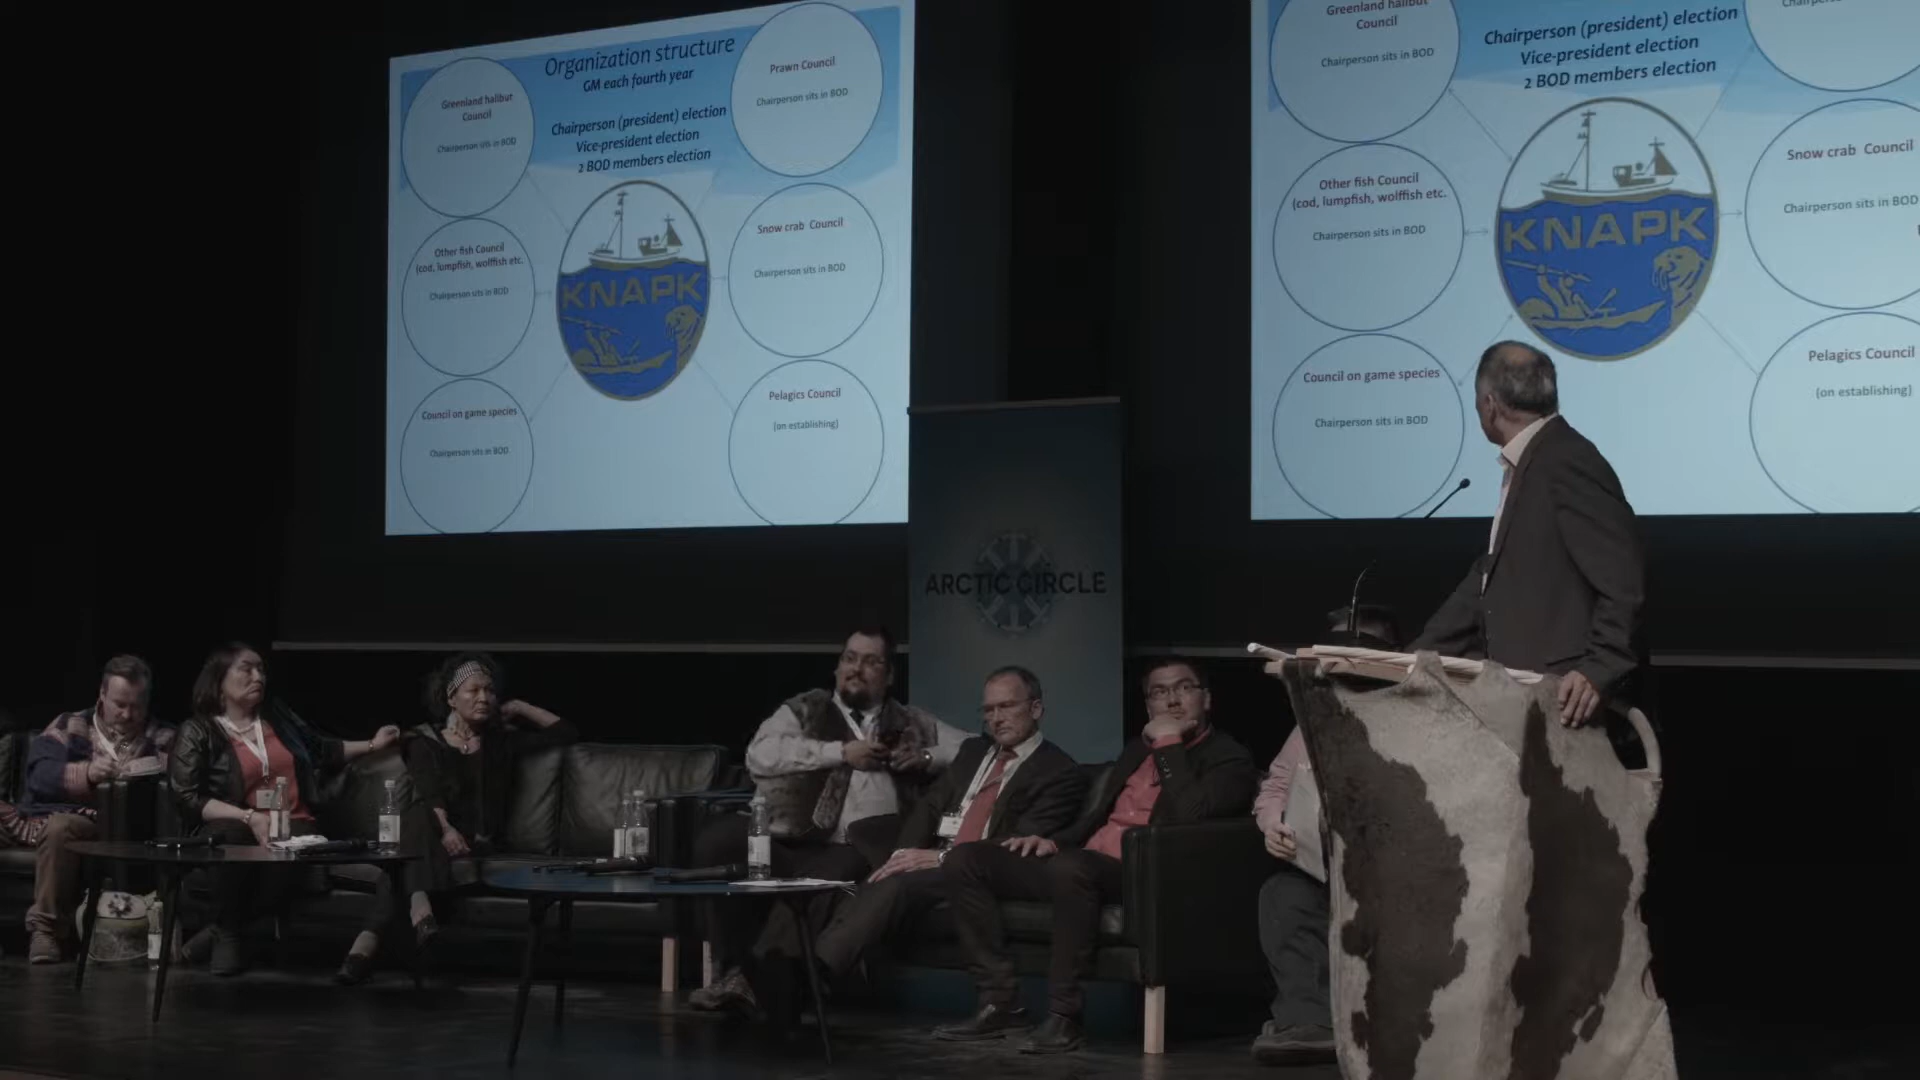 Organization structure
GM each fourth year
Chairperson (president) election
Vice-president election
2 BOD members election
Greenland halibut
Council
Chairperson sits in BOD
Other fish Council
(cod, lumpfish, wolffish etc.
Chairperson sits in BOD
Council on game species
Chairperson sits in BOD
KNAPK
Prawn Council
Chairperson sits in BOD
Snow crab Council
Chairperson sits in BOD
Pelagics Council
(on establishing)
Chairperson (president) election
Vice-president election
2 BOD members election
Greenland halibut
Council
Chairperson sits in BOD
Other fish Council
(cod, lumpfish, wolffish etc.
Chairperson sits in BOD
Council on game species
Chairperson sits in BOD
KNAPK
Snow crab Council
Chairperson sits in BOD
Pelagics Council
(on establishing)
ARCTIC CIRCLE